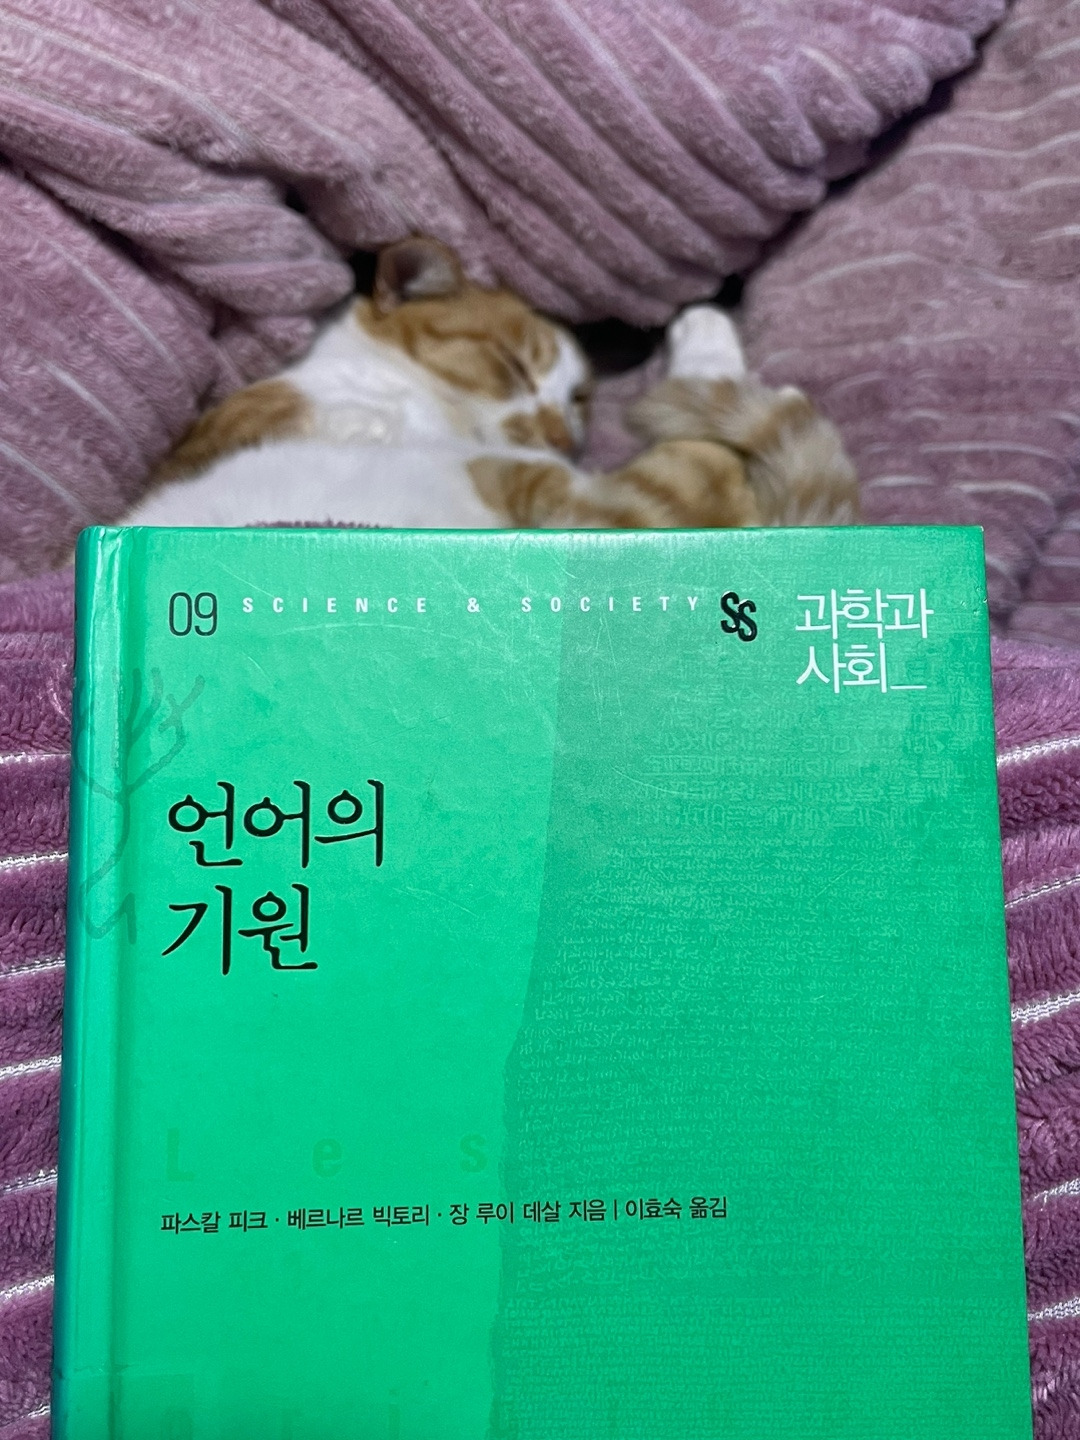 09 SCIENCE & SOCIETY SS 과학과
사회_
언어의
기원
Les
파스칼 피크 · 베르나르 빅토리 · 장 루이 데살 지음 | 이효숙 옮김